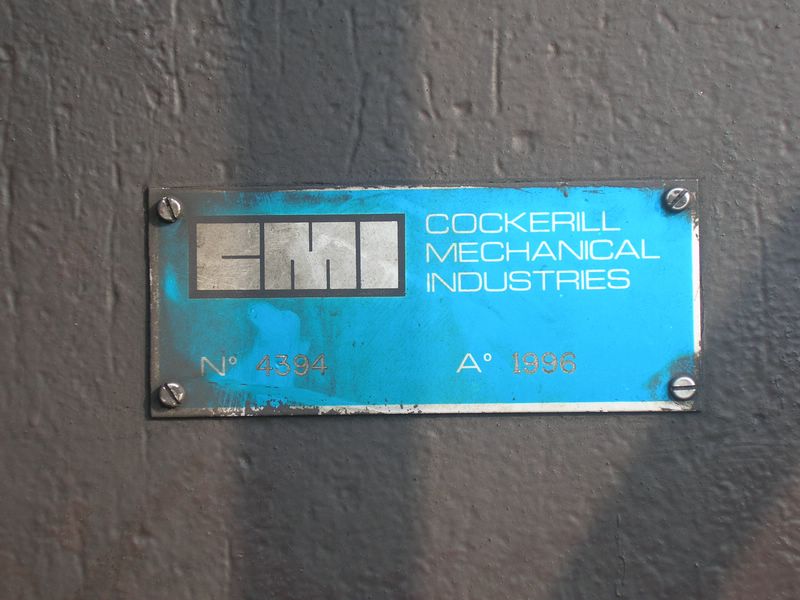 CMI
COCKERILL
MECHANICAL
INDUSTRIES
N° 4394 A° 1996